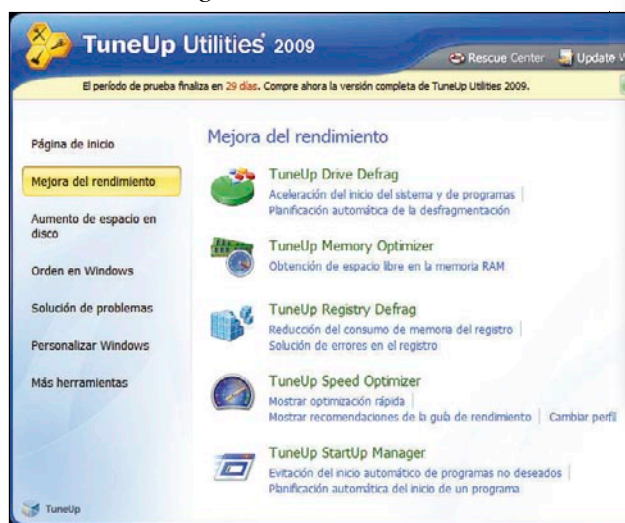 TuneUp Utilities 2009
Rescue Center Update
El período de prueba finaliza en 29 días. Compre ahora la versión completa de TuneUp Utilities 2009.
Página de inicio
Mejora del rendimiento
Aumento de espacio en
disco
Orden en Windows
Solución de problemas
Personalizar Windows
Más herramientas
TuneUp
Mejora del rendimiento
TuneUp Drive Defrag
Aceleración del inicio del sistema y de programas
Planificación automática de la desfragmentación
TuneUp Memory Optimizer
Obtención de espacio libre en la memoria RAM
TuneUp Registry Defrag
Reducción del consumo de memoria del registro
Solución de errores en el registro
TuneUp Speed Optimizer
Mostrar optimización rápida
Mostrar recomendaciones de la guía de rendimiento Cambiar perfil
TuneUp StartUp Manager
Evitación del inicio automático de programas no deseados
Planificación automática del inicio de un programa